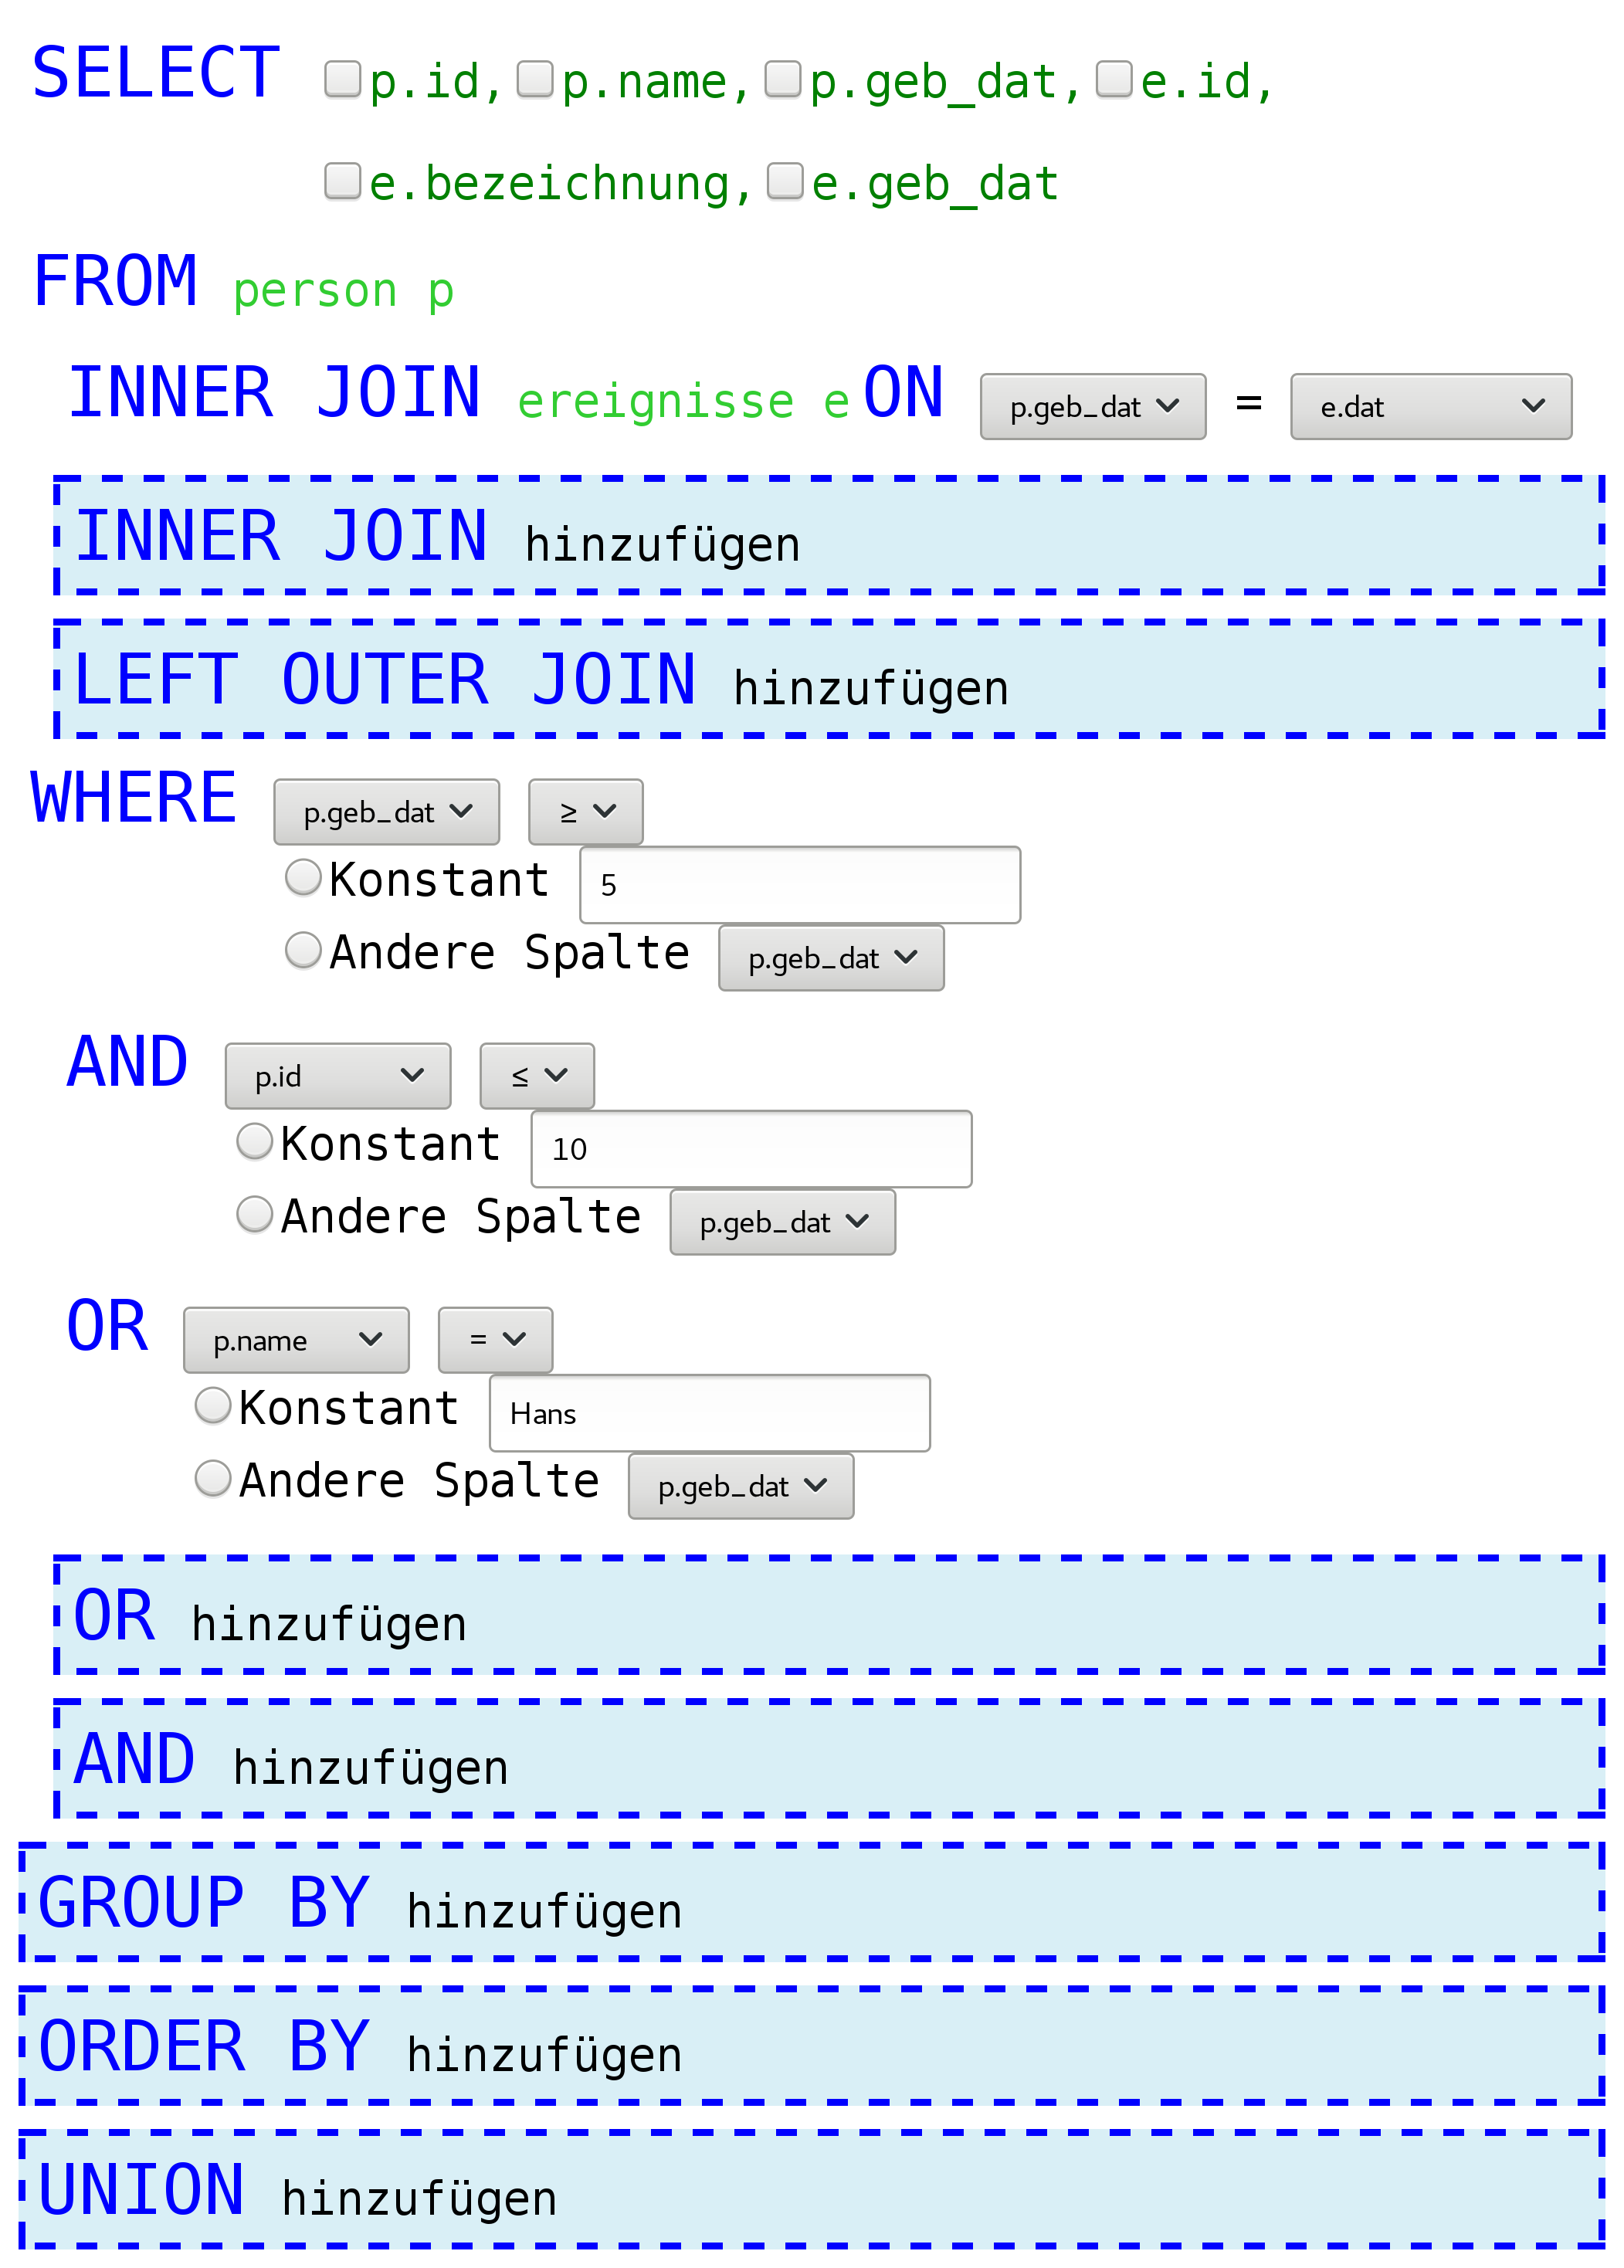 SELECT p.id, p.name, p.geb_dat, e.id,
e.bezeichnung, e.geb_dat
FROM person p
INNER JOIN ereignisse e ON p.geb_dat = e.dat
INNER JOIN hinzufügen
LEFT OUTER JOIN hinzufügen
WHERE p.geb_dat ≥
Konstant 5
Andere Spalte p.geb_dat
AND p.id ≤
Konstant 10
Andere Spalte p.geb_dat
OR p.name =
Konstant Hans
Andere Spalte p.geb_dat
OR hinzufügen
AND hinzufügen
GROUP BY hinzufügen
ORDER BY hinzufügen
UNION hinzufügen